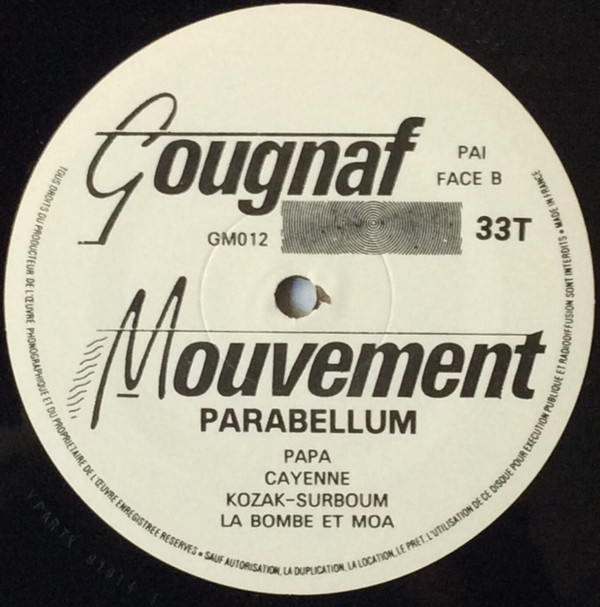 Gougnaf
PAI
FACE B
GM012
33T
Mouvement
PARABELLUM
PAPA
CAYENNE
KOZAK-SURBOUM
LA BOMBE ET MOA
TOUS DROITS DU PRODUCTEUR DE L'ŒUVRE PHONOGRAPHIQUE ET DU PROPRIETAIRE DE L'ŒUVRE ENREGISTREE RESERVES • SAUF AUTORISATION, LA DUPLICATION, LA LOCATION, LE PRET, L'UTILISATION DE CE DISQUE POUR EXECUTION PUBLIQUE ET RADIODIFFUSION SONT INTERDITS • MADE IN FRANCE